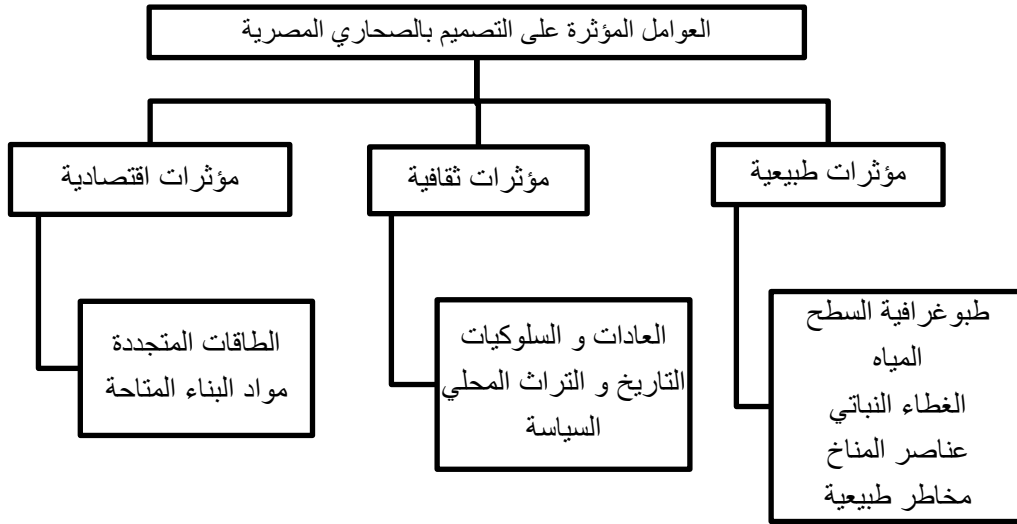 العوامل المؤثرة على التصميم بالصحاري المصرية
مؤثرات طبيعية
مؤثرات ثقافية
مؤثرات اقتصادية
طبوغرافية السطح
المياه
الغطاء النباتي
عناصر المناخ
مخاطر طبيعية
العادات و السلوكيات
التاريخ و التراث المحلي
السياسة
الطاقات المتجددة
مواد البناء المتاحة